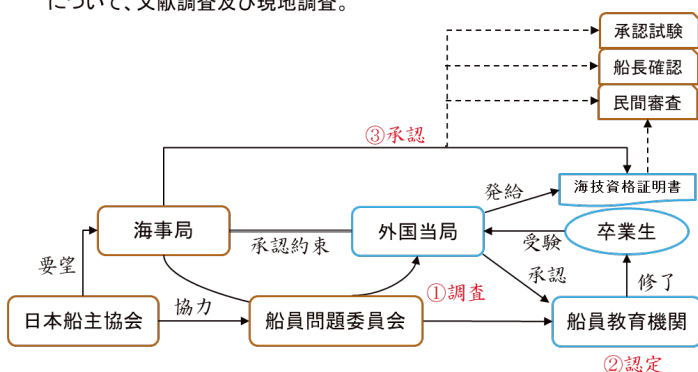 について、文献調査及び現地調査。
承認試験
船長確認
民間審査
③承認
海技資格証明書
発給
海事局
承認約束
外国当局
受験
卒業生
要望
承認
修了
①調査
協力
日本船主協会
船員問題委員会
船員教育機関
②認定